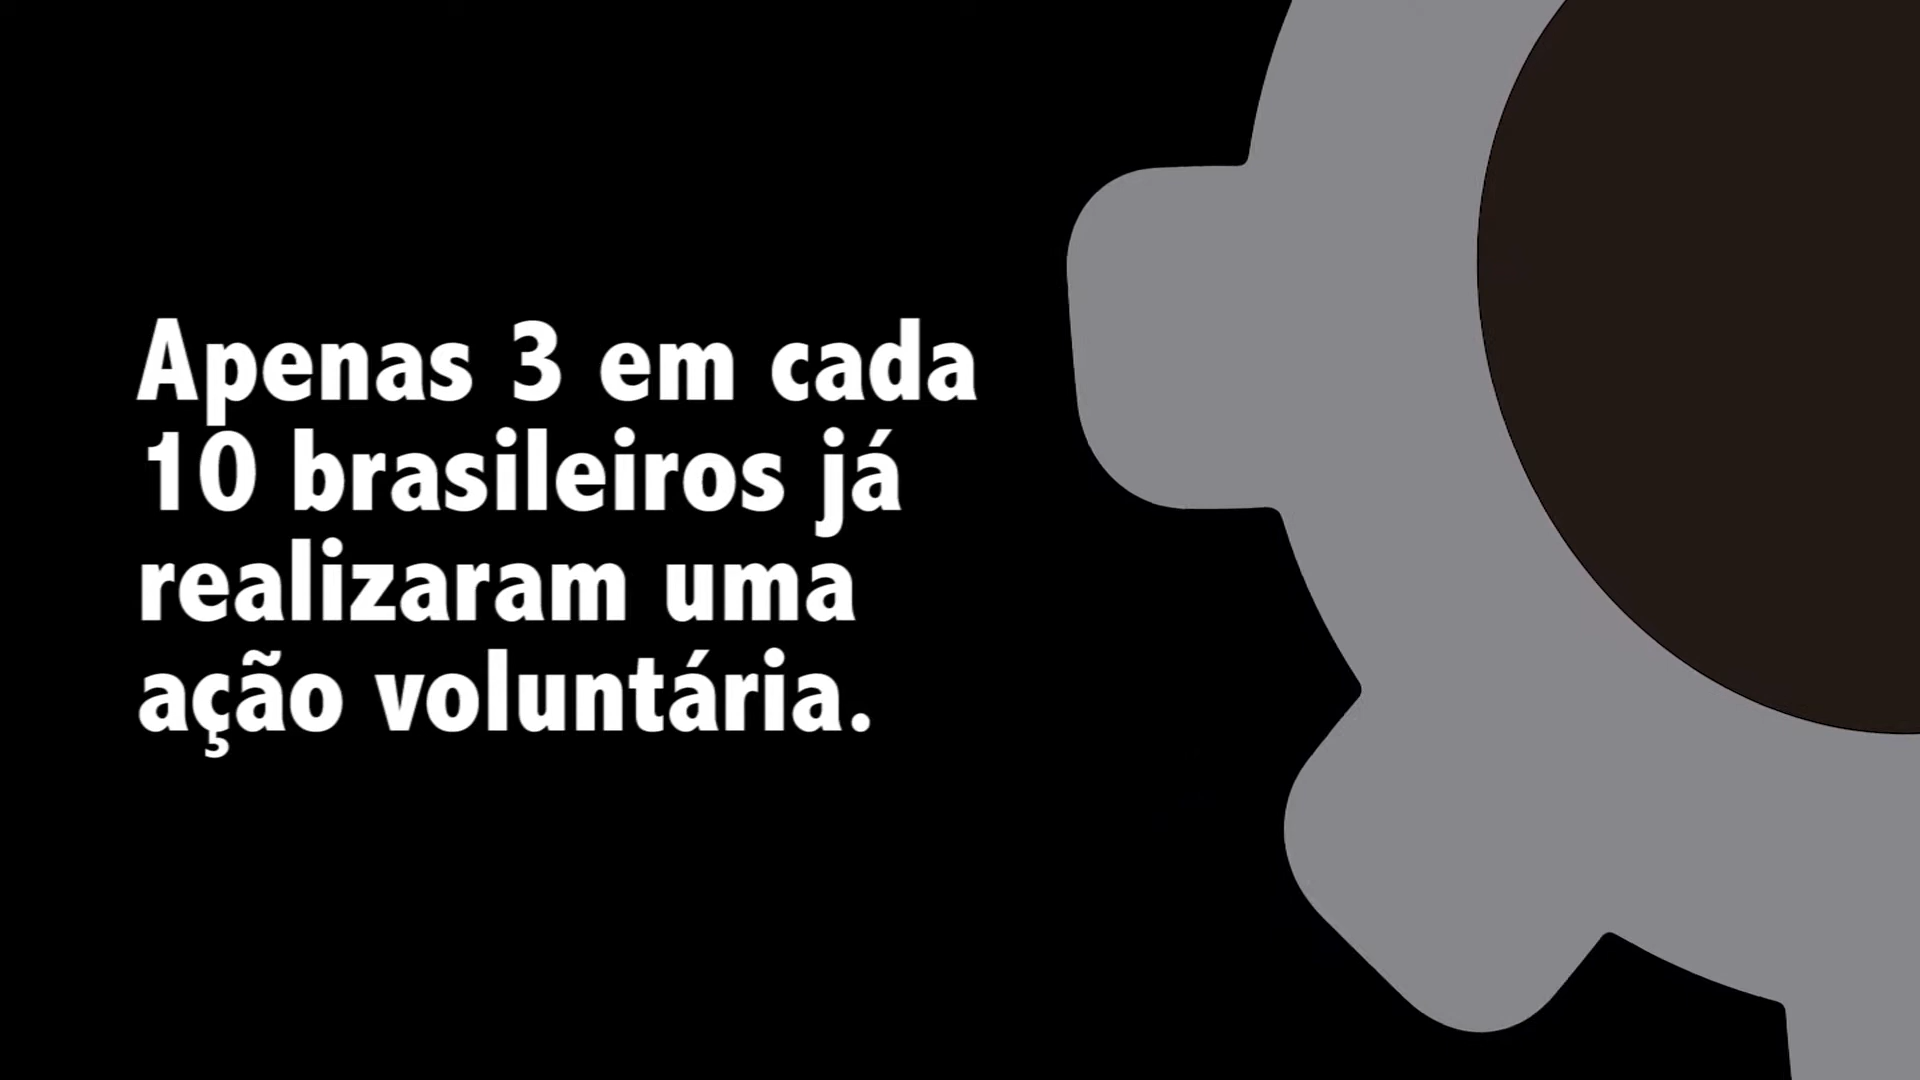 Apenas 3 em cada
10 brasileiros já
realizaram uma
ação voluntária.